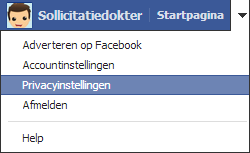 Sollicitatiedokter Startpagina
Adverteren op Facebook
Accountinstellingen
Privacyinstellingen
Afmelden
Help